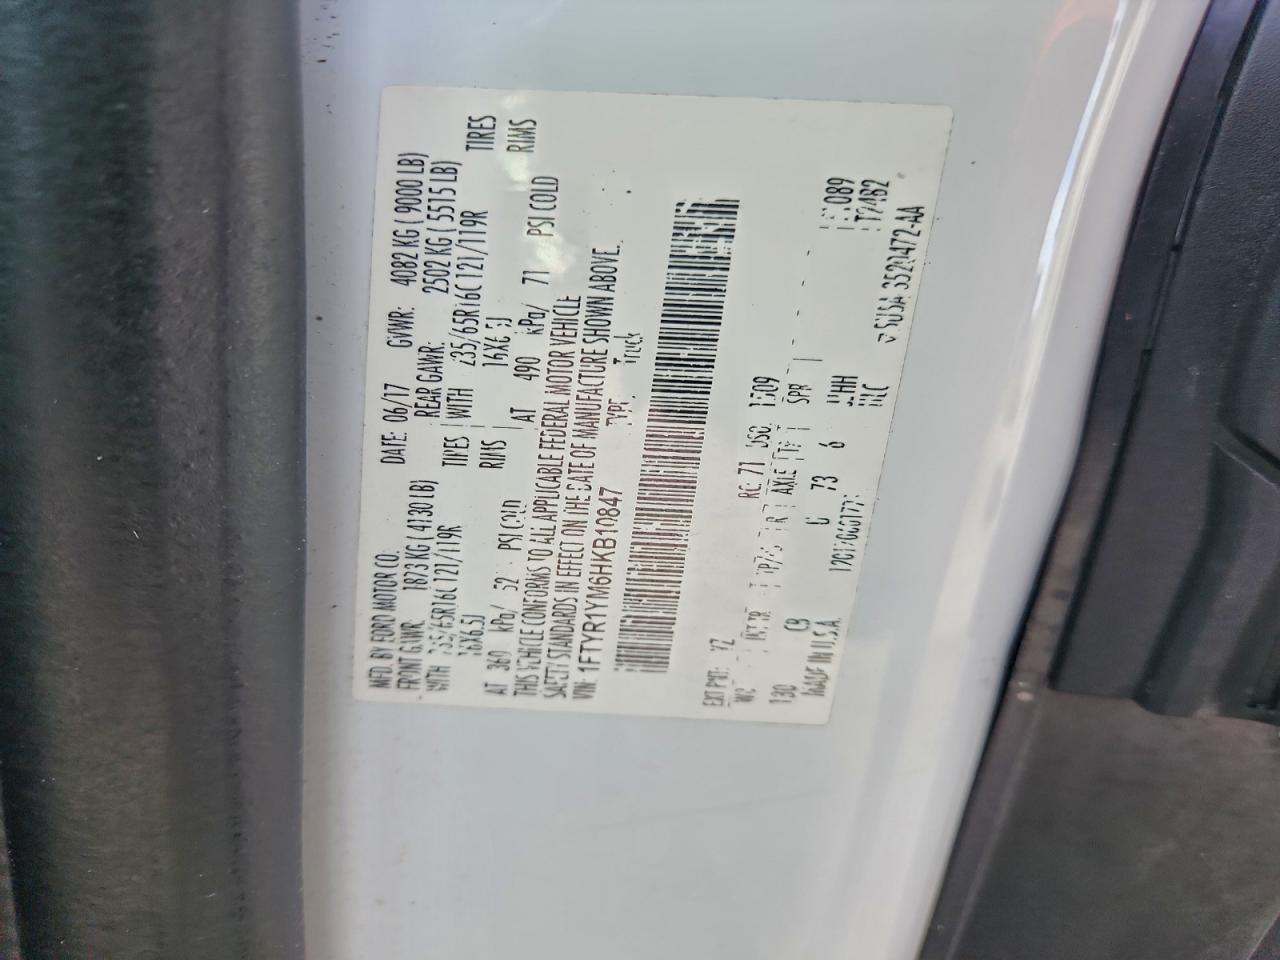 MFD. BY FORD MOTOR CO. DATE: 06/17 GVWR: 4082 KG ( 9000 LB)
FRONT GAWR: 1873 KG ( 4130 LB) REAR GAWR: 2502 KG ( 5515 LB)
WITH 235/65R16C 121/119R TIRES WITH 235/65R16C 121/119R TIRES
16X6.5J RIMS 16X6.5J RIMS
AT 360 kPa/ 52 PSI COLD AT 490 kPa/ 71 PSI COLD
THIS VEHICLE CONFORMS TO ALL APPLICABLE FEDERAL MOTOR VEHICLE
SAFETY STANDARDS IN EFFECT ON THE DATE OF MANUFACTURE SHOWN ABOVE.
VIN: 1FTYR1YM6HKB10847 TYPE: Truck
EXT PNT: YZ RC: 71 DSO:
WB AXLE SPR
130 CB 73 6
MADE IN U.S.A.